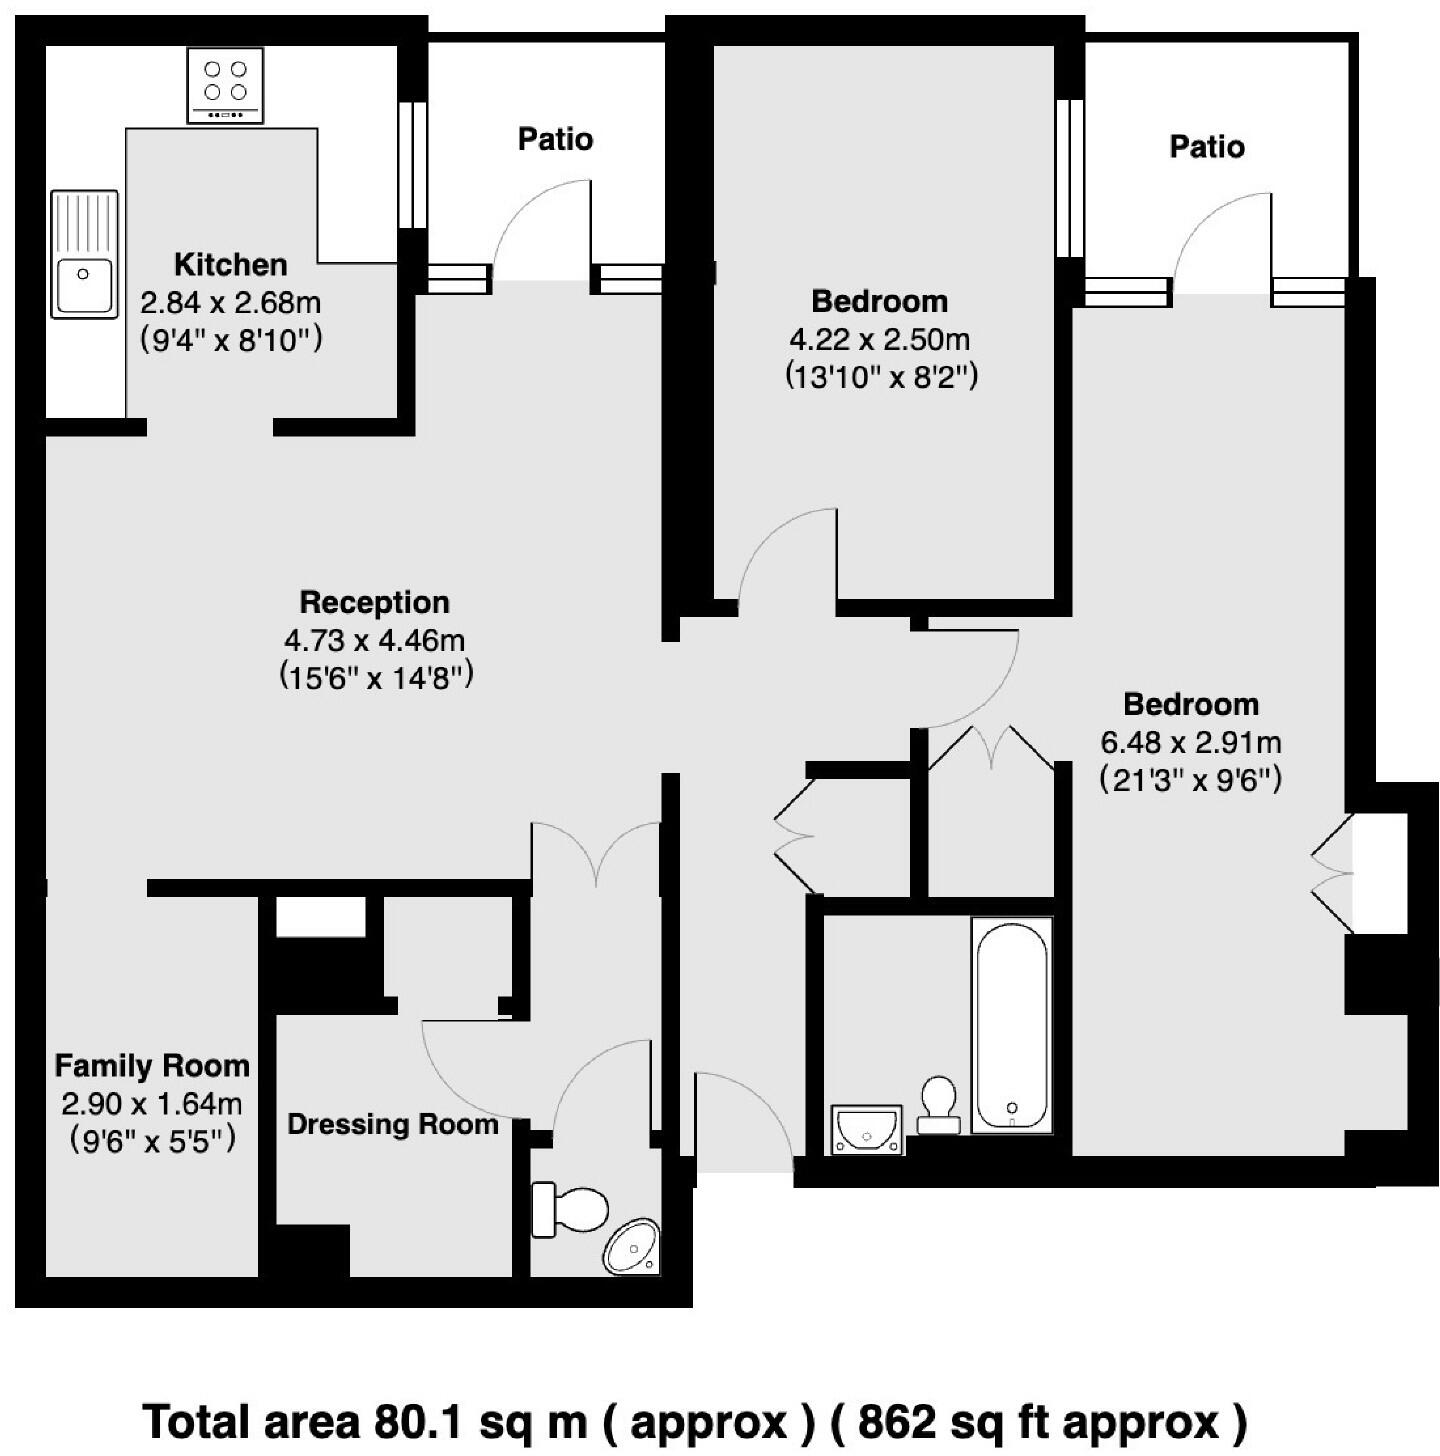 Patio
Patio
Kitchen
2.84 x 2.68m
(9'4" x 8'10")
Bedroom
4.22 x 2.50m
(13'10" x 8'2")
Reception
4.73 x 4.46m
(15'6" x 14'8")
Bedroom
6.48 x 2.91m
(21'3" x 9'6")
Family Room
2.90 x 1.64m
(9'6" x 5'5")
Dressing Room
Total area 80.1 sq m ( approx ) ( 862 sq ft approx )